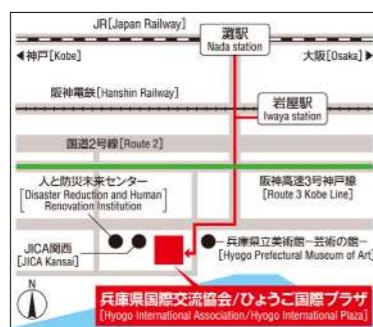 JR[Japan Railway]
灘駅
Nada station
◀神戸[Kobe]
大阪[Osaka]▶
阪神電鉄[Hanshin Railway]
岩屋駅
Iwaya station
国道2号線[Route 2]
人と防災未来センター
[Disaster Reduction and Human
Renovation Institution]
阪神高速3号神戸線
[Route 3 Kobe Line]
JICA関西
[JICA Kansai]
兵庫県立美術館―芸術の館―
[Hyogo Prefectural Museum of Art]
N
兵庫県国際交流協会/ひょうご国際プラザ
[Hyogo International Association/Hyogo International Plaza]